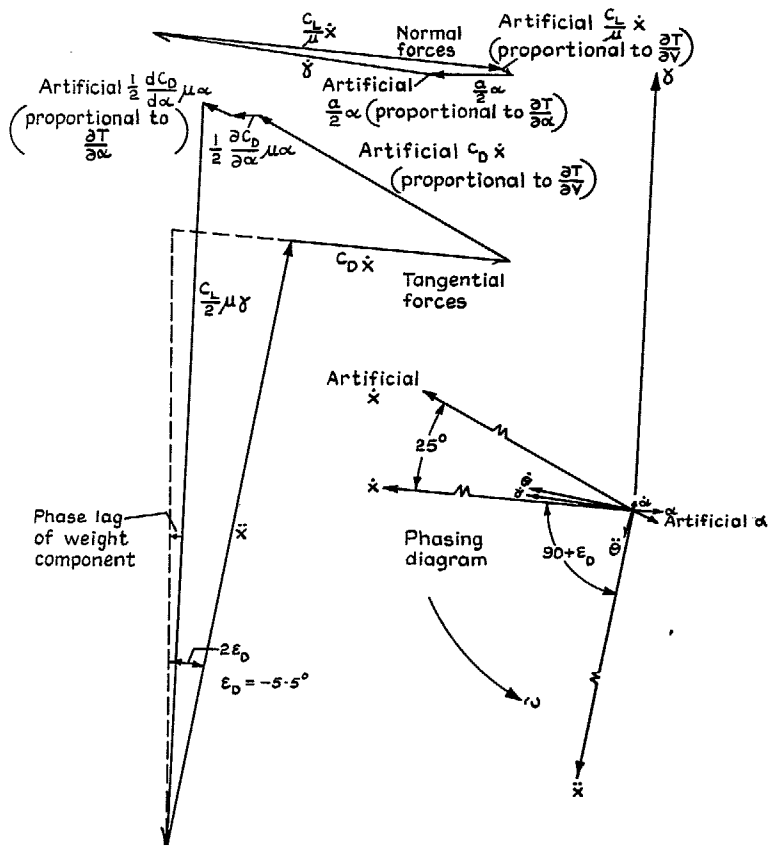 C_L/μ ẋ
Normal
forces
Artificial C_L/μ ẋ
(proportional to ∂T/∂V)
γ̇
Artificial
a/2 α (proportional to ∂T/∂α)
a/2 α
γ
Artificial 1/2 dC_D/dα μα
(proportional to
∂T/∂α)
1/2 ∂C_D/∂α μα
Artificial C_D ẋ
(proportional to ∂T/∂V)
C_D ẋ
Tangential
forces
C_L/2 μγ
Artificial
ẋ
25°
ẋ
θ̇
γ̇
α̇
α
Artificial α
Phase lag
of weight
component
ẍ
Phasing
diagram
90+ε_D
θ̈
2ε_D
ε_D = -5·5°
ω
ẍ